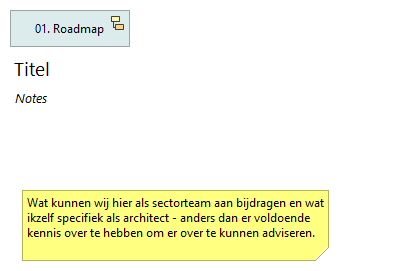 01. Roadmap
Titel
Notes
Wat kunnen wij hier als sectorteam aan bijdragen en wat
ikzelf specifiek als architect - anders dan er voldoende
kennis over te hebben om er over te kunnen adviseren.